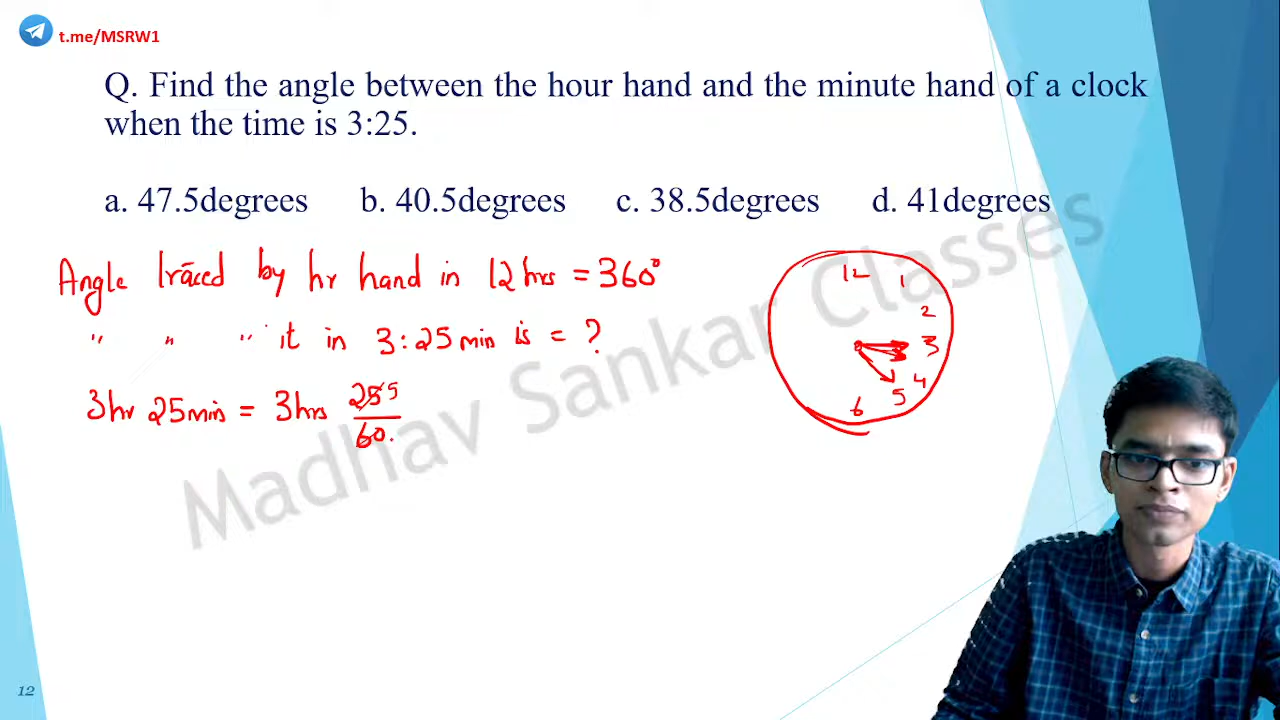 t.me/MSRW1
Q. Find the angle between the hour hand and the minute hand of a clock
when the time is 3:25.
a. 47.5degrees b. 40.5degrees c. 38.5degrees d. 41degrees
Angle traced by hr hand in 12 hrs = 360°
" " " it in 3:25 min is = ?
3hr 25min = 3hrs 25 5
60
12
1
2
3
4
5
6
Madhav Sankar Classes
12